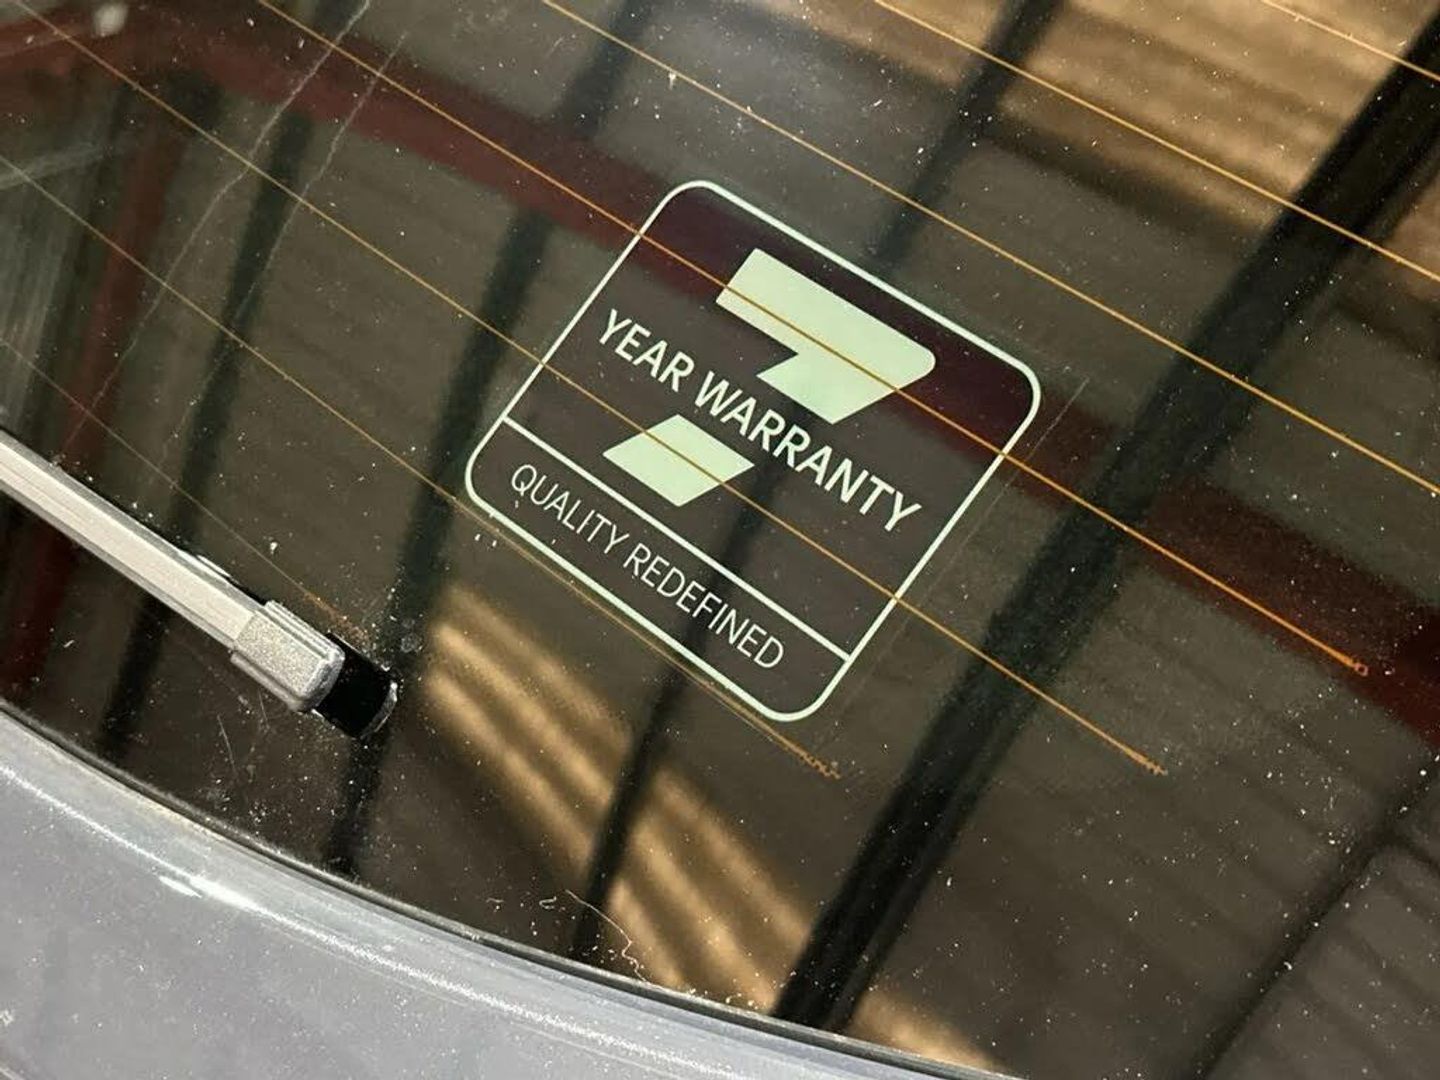 7
YEAR WARRANTY
QUALITY REDEFINED